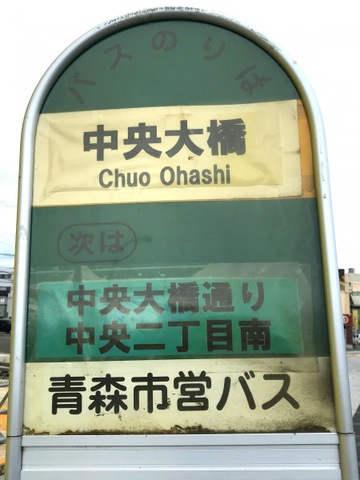 バスのりば
中央大橋
Chuo Ohashi
次は
中央大橋通り
中央二丁目南
青森市営バス